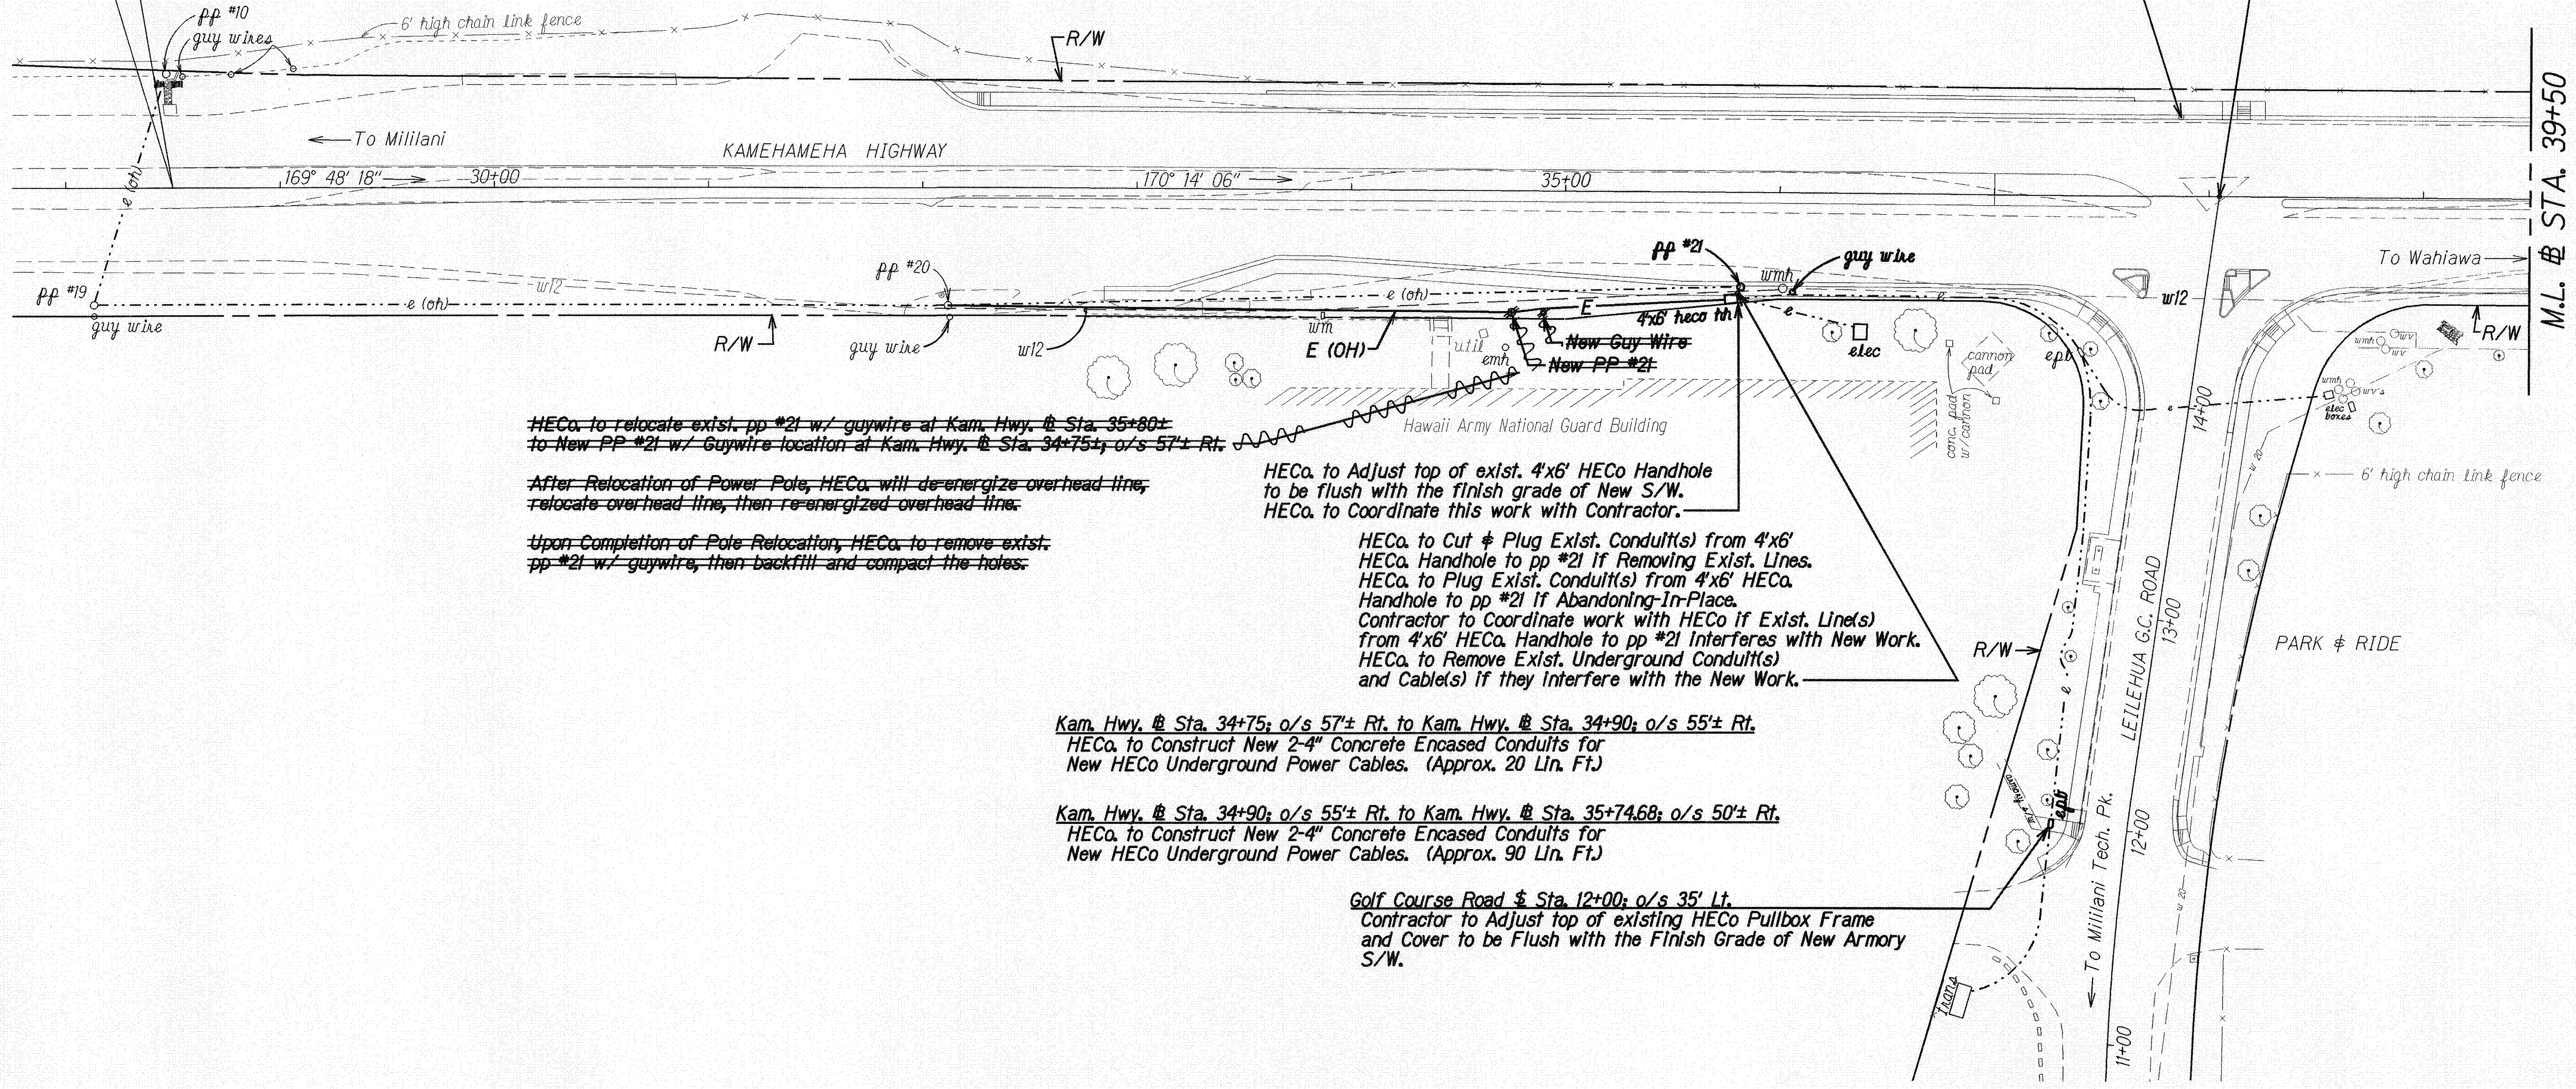 pp #10
guy wires
6' high chain link fence
R/W
To Mililani
KAMEHAMEHA HIGHWAY
169° 48' 18"
30+00
170° 14' 06"
35+00
e (oh)
M.L. ⅊ STA. 39+50
To Wahiawa
pp #19
guy wire
e (oh)
w12
pp #20
guy wire
R/W
w12
wm
E (OH)
e (oh)
E
pp #21
guy wire
wmh
4'x6' heco hh
e
e
w12
R/W
New Guy Wire
New PP #21
util
emh
elec
cannon
pad
epb
conc. pad
w/cannon
wmh
wv
wv
wmh
wv's
elec
boxes
e
14+00
w 20
6' high chain link fence
Hawaii Army National Guard Building
HECo. to relocate exist. pp #21 w/ guywire at Kam. Hwy. ⅊ Sta. 35+80±
to New PP #21 w/ Guywire location at Kam. Hwy. ⅊ Sta. 34+75±; o/s 57'± Rt.
After Relocation of Power Pole, HECo. will de-energize overhead line,
relocate overhead line, then re-energized overhead line.
Upon Completion of Pole Relocation, HECo. to remove exist.
pp #21 w/ guywire, then backfill and compact the holes.
HECo. to Adjust top of exist. 4'x6' HECo Handhole
to be flush with the finish grade of New S/W.
HECo. to Coordinate this work with Contractor.
HECo. to Cut & Plug Exist. Conduit(s) from 4'x6'
HECo. Handhole to pp #21 if Removing Exist. Lines.
HECo. to Plug Exist. Conduit(s) from 4'x6' HECo.
Handhole to pp #21 if Abandoning-In-Place.
Contractor to Coordinate work with HECo if Exist. Line(s)
from 4'x6' HECo. Handhole to pp #21 interferes with New Work.
HECo. to Remove Exist. Underground Conduit(s)
and Cable(s) if they interfere with the New Work.
R/W
e
LEILEHUA G.C. ROAD
13+00
PARK & RIDE
Kam. Hwy. ⅊ Sta. 34+75; o/s 57'± Rt. to Kam. Hwy. ⅊ Sta. 34+90; o/s 55'± Rt.
HECo. to Construct New 2-4" Concrete Encased Conduits for
New HECo Underground Power Cables. (Approx. 20 Lin. Ft.)
Kam. Hwy. ⅊ Sta. 34+90; o/s 55'± Rt. to Kam. Hwy. ⅊ Sta. 35+74.68; o/s 50'± Rt.
HECo. to Construct New 2-4" Concrete Encased Conduits for
New HECo Underground Power Cables. (Approx. 90 Lin. Ft.)
epb
12+00
w 20
To Mililani Tech. Pk.
Golf Course Road ⅊ Sta. 12+00; o/s 35' Lt.
Contractor to Adjust top of existing HECo Pullbox Frame
and Cover to be Flush with the Finish Grade of New Armory
S/W.
trans
11+00